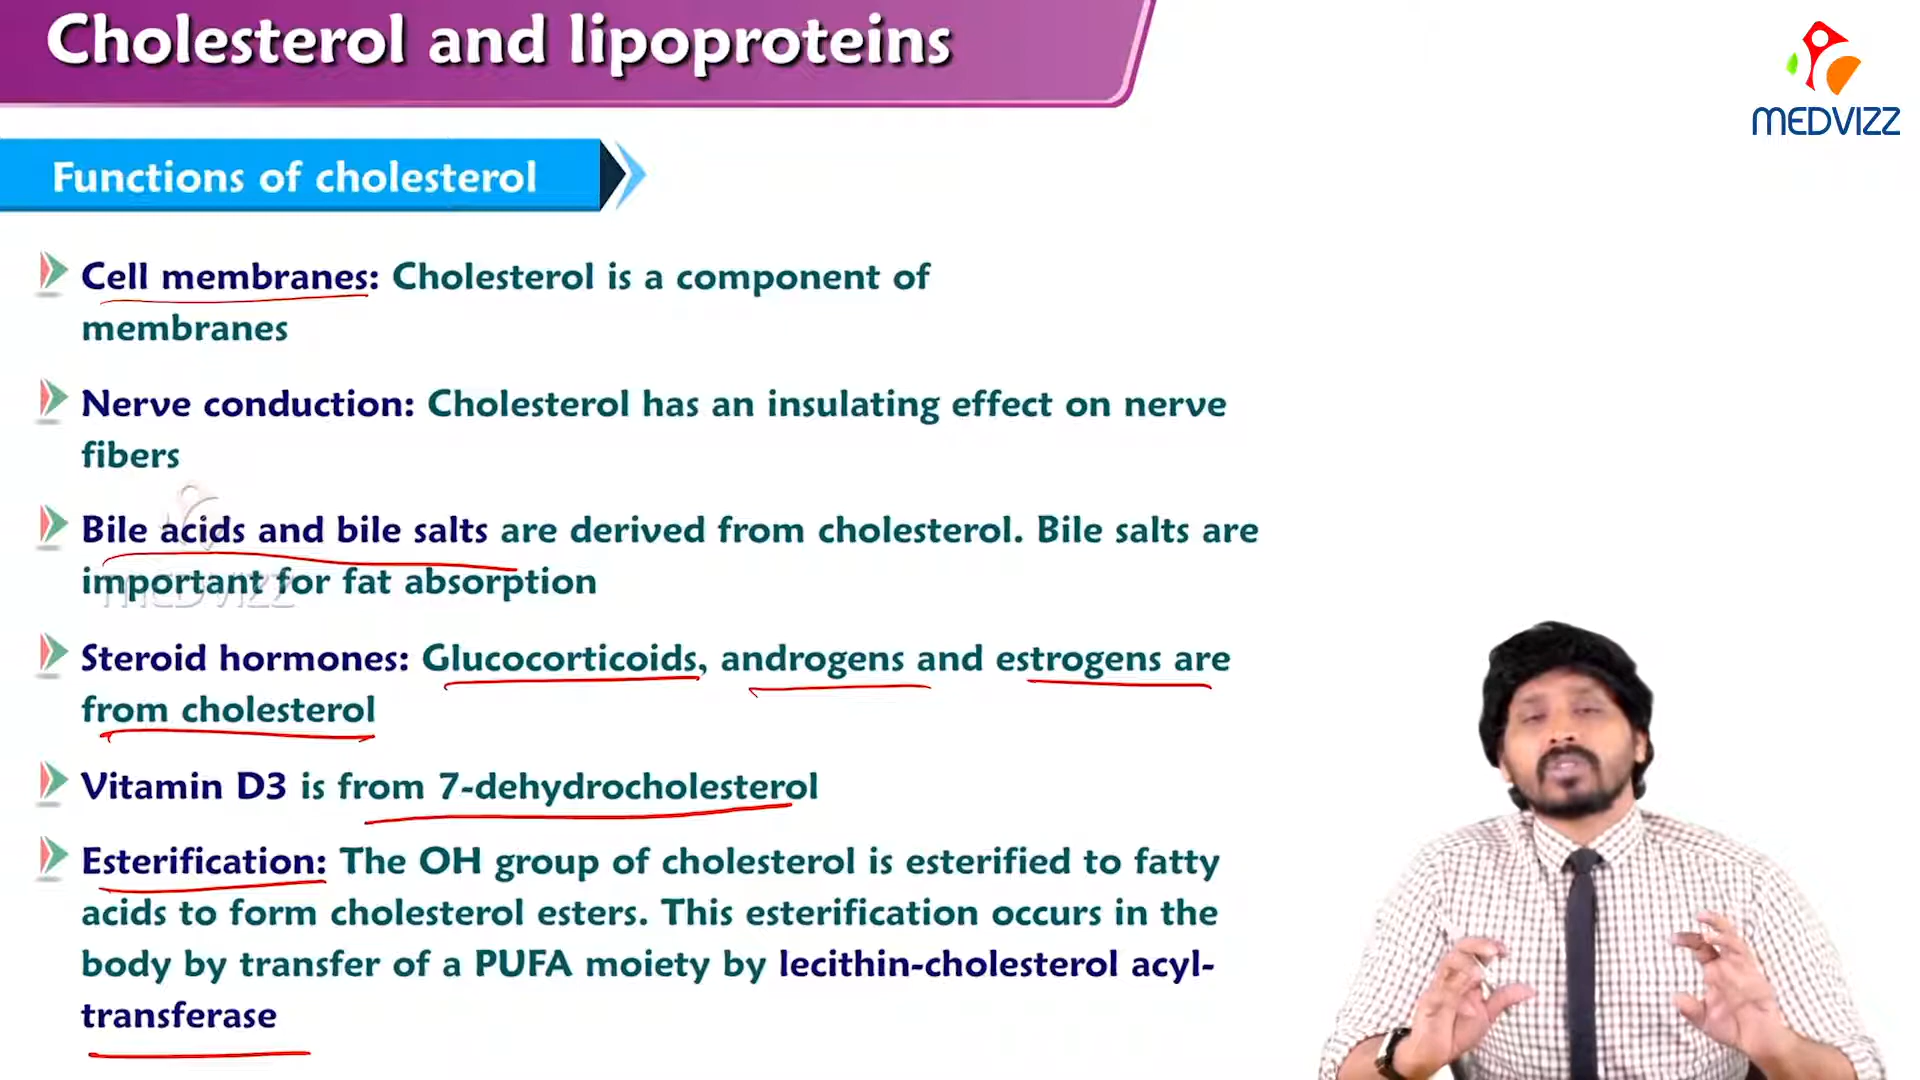 Cholesterol and lipoproteins
MEDVIZZ
Functions of cholesterol
Cell membranes: Cholesterol is a component of
membranes
Nerve conduction: Cholesterol has an insulating effect on nerve
fibers
Bile acids and bile salts are derived from cholesterol. Bile salts are
important for fat absorption
MEDVIZZ
Steroid hormones: Glucocorticoids, androgens and estrogens are
from cholesterol
Vitamin D3 is from 7-dehydrocholesterol
Esterification: The OH group of cholesterol is esterified to fatty
acids to form cholesterol esters. This esterification occurs in the
body by transfer of a PUFA moiety by lecithin-cholesterol acyl-
transferase